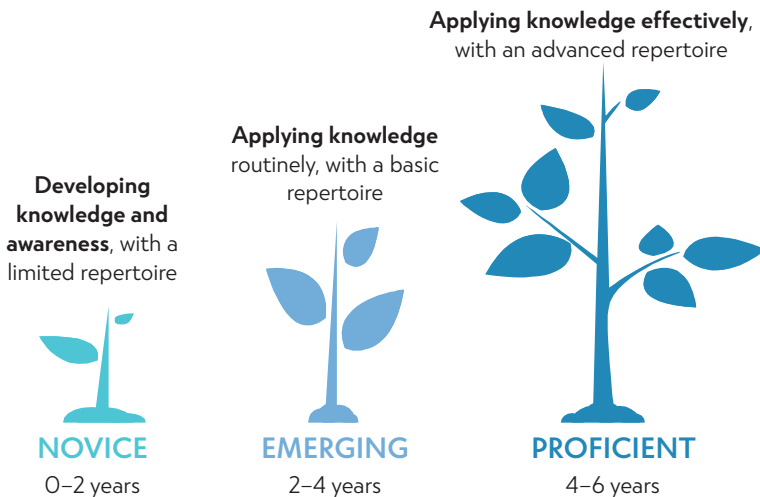 Developing
knowledge and
awareness, with a
limited repertoire
NOVICE
0–2 years
Applying knowledge
routinely, with a basic
repertoire
EMERGING
2–4 years
Applying knowledge effectively,
with an advanced repertoire
PROFICIENT
4–6 years